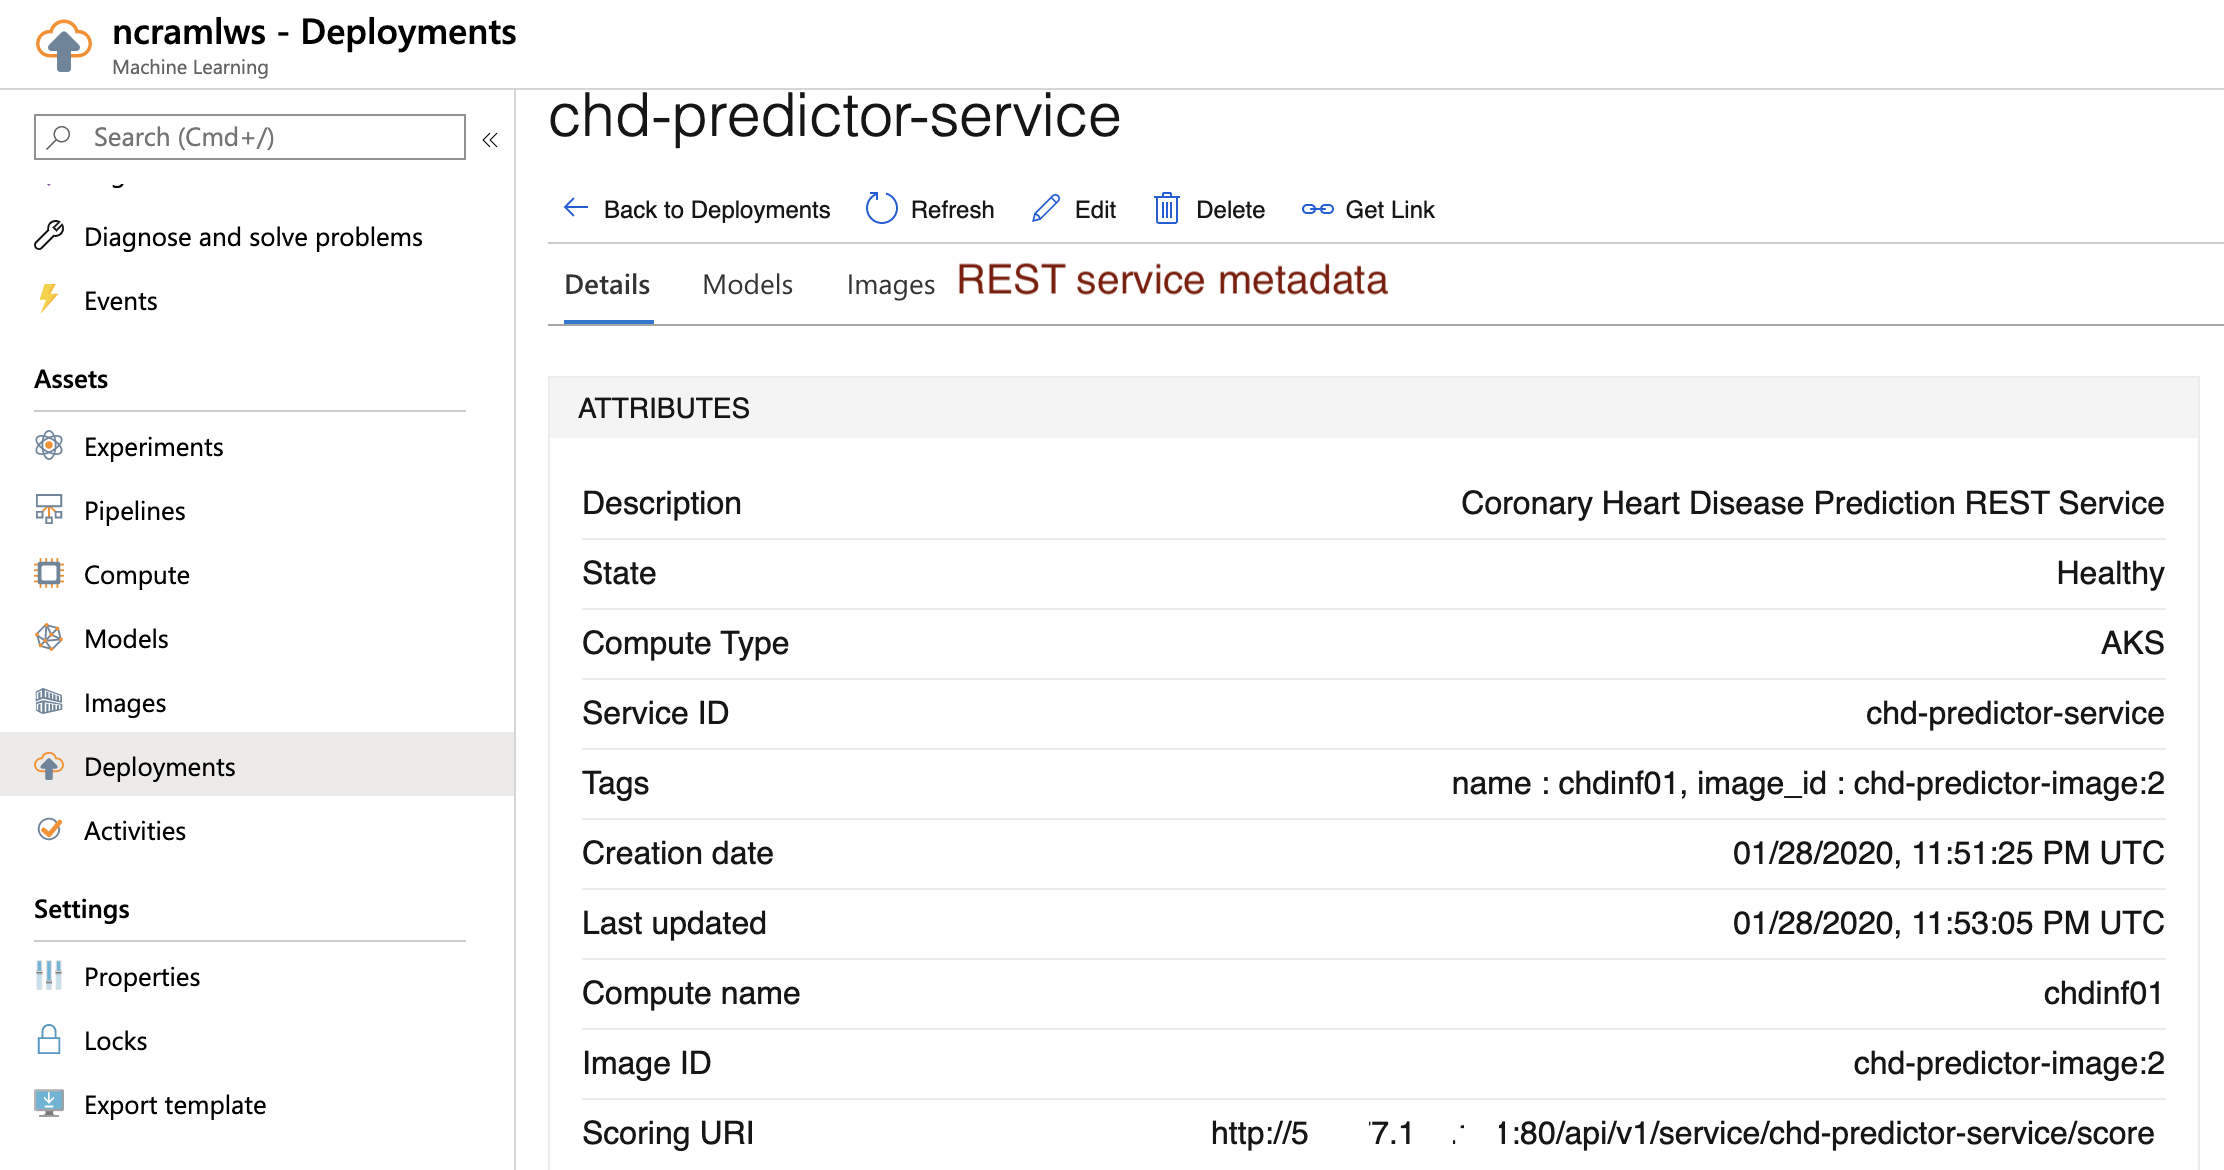 ncramlws - Deployments
Machine Learning
Search (Cmd+/)
«
Diagnose and solve problems
Events
Assets
Experiments
Pipelines
Compute
Models
Images
Deployments
Activities
Settings
Properties
Locks
Export template
chd-predictor-service
Back to Deployments Refresh Edit Delete Get Link
Details Models Images REST service metadata
ATTRIBUTES
Description Coronary Heart Disease Prediction REST Service
State Healthy
Compute Type AKS
Service ID chd-predictor-service
Tags name : chdinf01, image_id : chd-predictor-image:2
Creation date 01/28/2020, 11:51:25 PM UTC
Last updated 01/28/2020, 11:53:05 PM UTC
Compute name chdinf01
Image ID chd-predictor-image:2
Scoring URI http://5 7.1 1:80/api/v1/service/chd-predictor-service/score